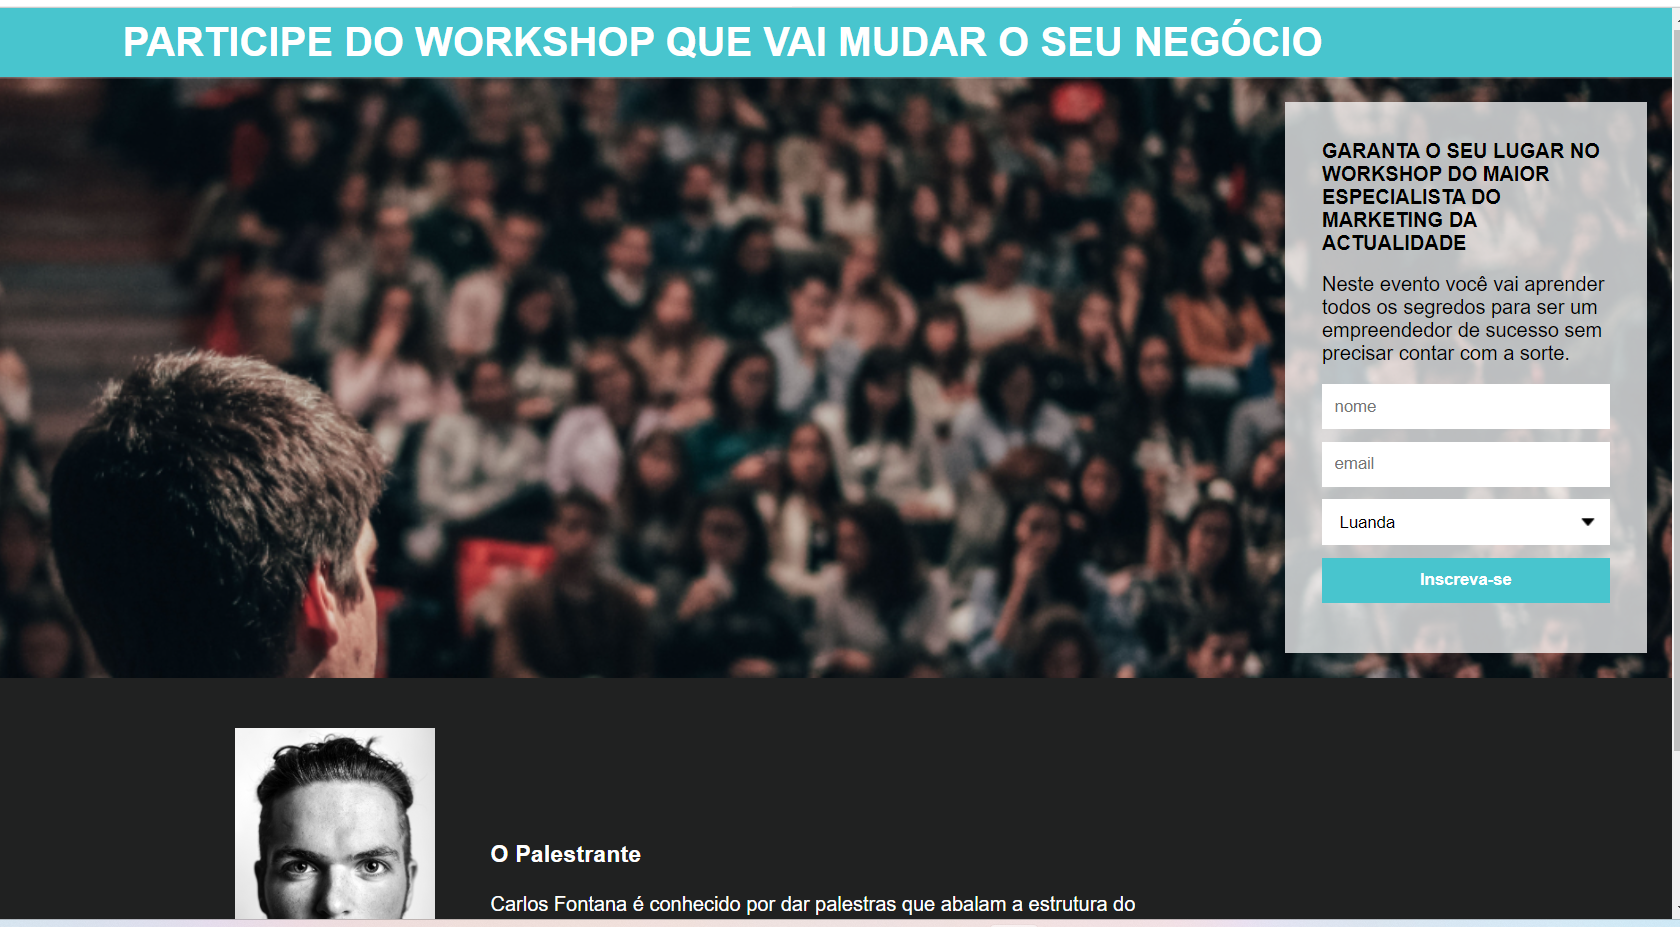 PARTICIPE DO WORKSHOP QUE VAI MUDAR O SEU NEGÓCIO
GARANTA O SEU LUGAR NO
WORKSHOP DO MAIOR
ESPECIALISTA DO
MARKETING DA
ACTUALIDADE
Neste evento você vai aprender
todos os segredos para ser um
empreendedor de sucesso sem
precisar contar com a sorte.
nome
email
Luanda
Inscreva-se
O Palestrante
Carlos Fontana é conhecido por dar palestras que abalam a estrutura do